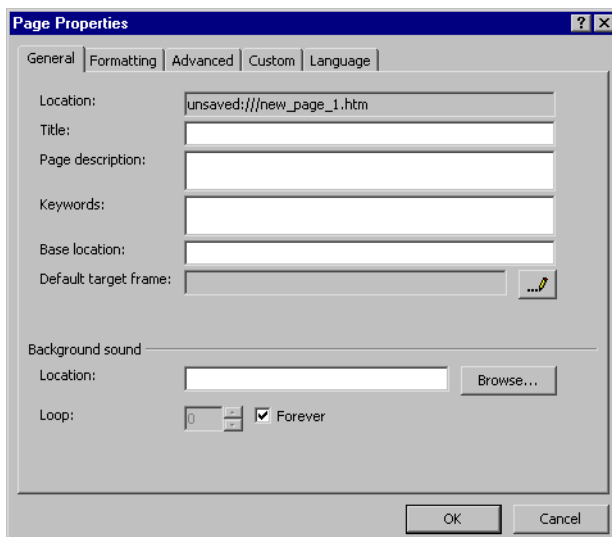 Page Properties
General Formatting Advanced Custom Language
Location: unsaved:///new_page_1.htm
Title:
Page description:
Keywords:
Base location:
Default target frame: ...
Background sound
Location: Browse...
Loop: 0 Forever
OK Cancel